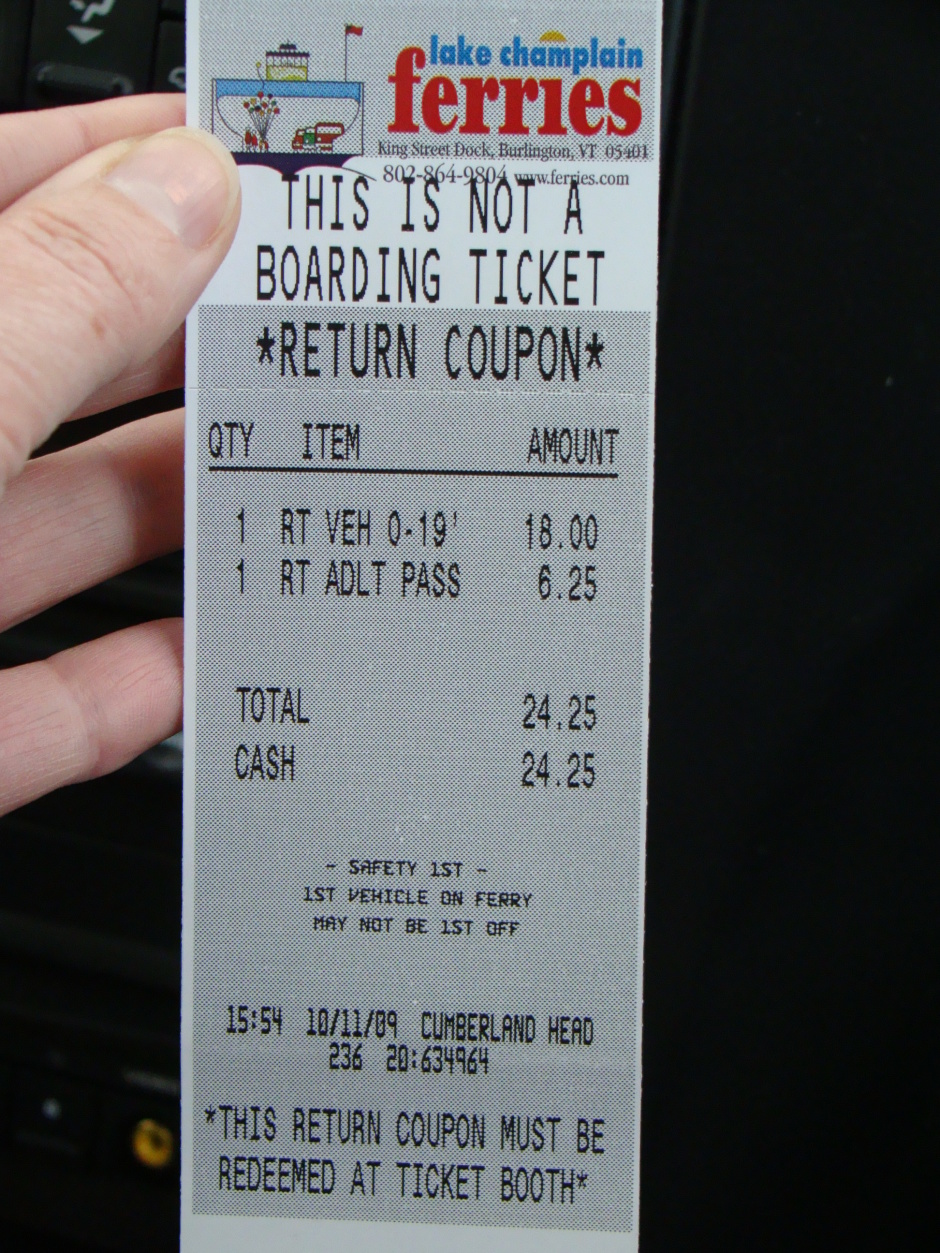 lake champlain
ferries
King Street Dock, Burlington, VT 05401
802-864-9804 www.ferries.com
THIS IS NOT A
BOARDING TICKET
*RETURN COUPON*
QTY ITEM AMOUNT
1 RT VEH 0-19' 18.00
1 RT ADLT PASS 6.25
TOTAL 24.25
CASH 24.25
- SAFETY 1ST -
1ST VEHICLE ON FERRY
MAY NOT BE 1ST OFF
15:54 10/11/09 CUMBERLAND HEAD
236 20:634964
*THIS RETURN COUPON MUST BE
REDEEMED AT TICKET BOOTH*